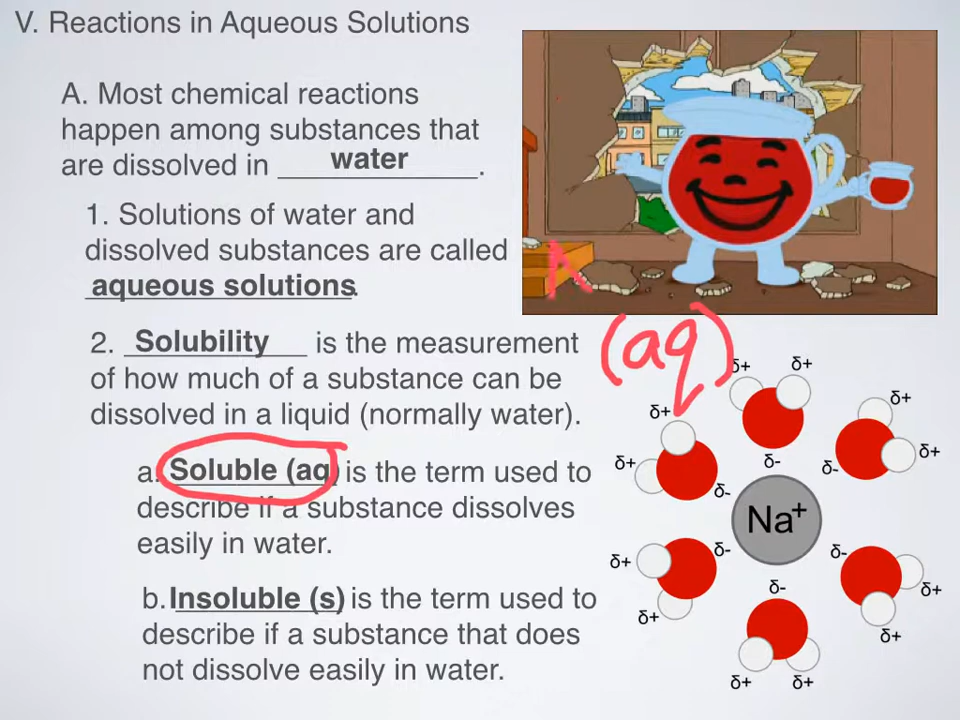 V. Reactions in Aqueous Solutions
A. Most chemical reactions
happen among substances that
are dissolved in water.
1. Solutions of water and
dissolved substances are called
aqueous solutions.
2. Solubility is the measurement
of how much of a substance can be
dissolved in a liquid (normally water).
a. Soluble (aq) is the term used to
describe if a substance dissolves
easily in water.
b. Insoluble (s) is the term used to
describe if a substance that does
not dissolve easily in water.
(aq)
δ+ δ+
δ+ δ+
δ+ δ+
δ- δ- δ-
Na+
δ- δ-
δ+ δ- δ+
δ+ δ+
δ+ δ+